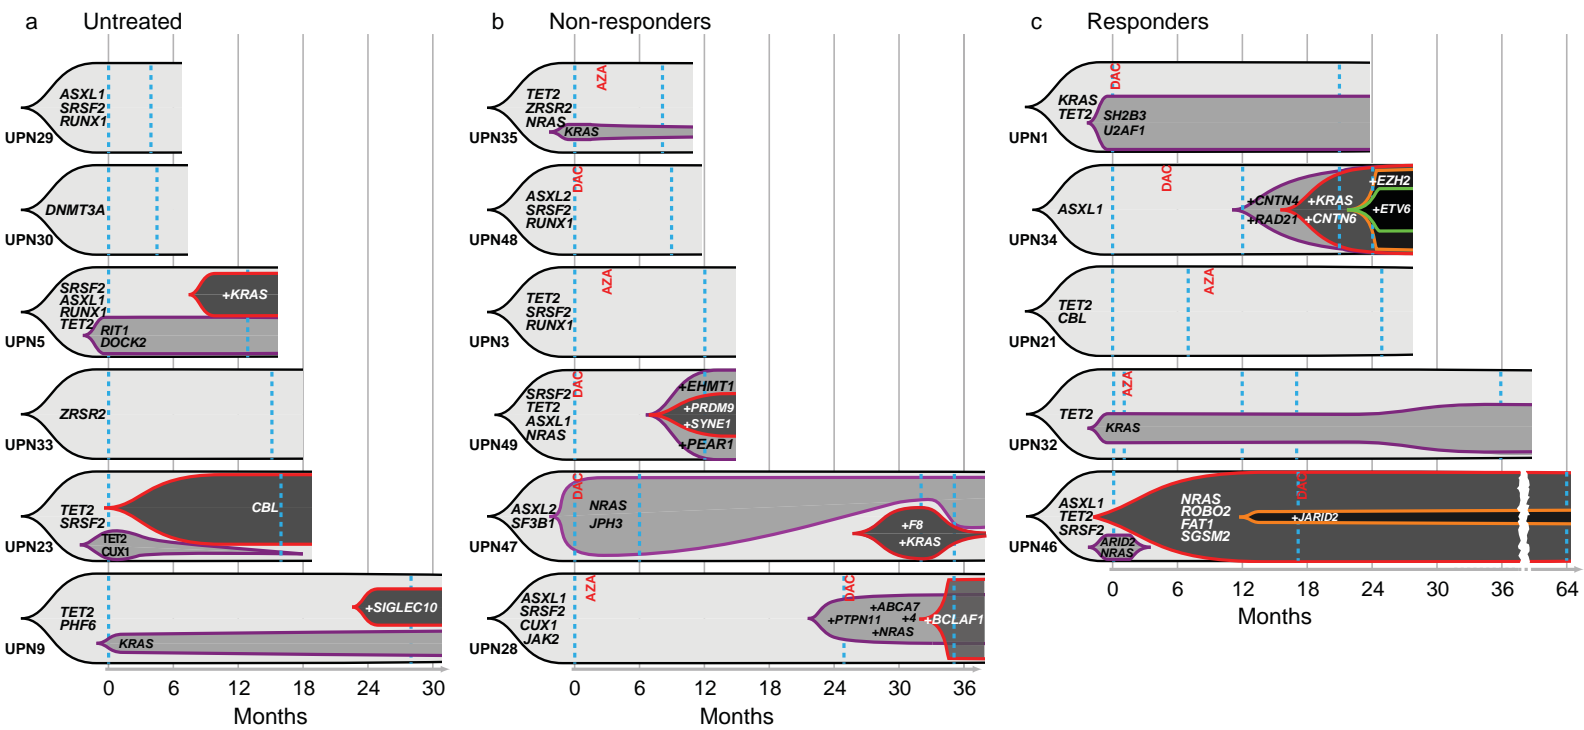 a Untreated
ASXL1
SRSF2
RUNX1
UPN29
DNMT3A
UPN30
SRSF2
ASXL1
RUNX1
TET2
+KRAS
RIT1
DOCK2
UPN5
ZRSR2
UPN33
TET2
SRSF2
CBL
TET2
CUX1
UPN23
TET2
PHF6
+SIGLEC10
KRAS
UPN9
0 6 12 18 24 30
Months
b Non-responders
AZA
TET2
ZRSR2
NRAS
KRAS
UPN35
DAC
ASXL2
SRSF2
RUNX1
UPN48
AZA
TET2
SRSF2
RUNX1
UPN3
DAC
SRSF2
TET2
ASXL1
NRAS
+EHMT1
+PRDM9
+SYNE1
+PEAR1
UPN49
DAC
ASXL2
SF3B1
NRAS
JPH3
+F8
+KRAS
UPN47
AZA
DAC
ASXL1
SRSF2
CUX1
JAK2
+ABCA7
+PTPN11 +4
+NRAS
+BCLAF1
UPN28
0 6 12 18 24 30 36
Months
c Responders
DAC
KRAS
TET2
SH2B3
U2AF1
UPN1
DAC
ASXL1
+CNTN4
+RAD21
+KRAS
+CNTN6
+EZH2
+ETV6
UPN34
AZA
TET2
CBL
UPN21
AZA
TET2
KRAS
UPN32
DAC
ASXL1
TET2
SRSF2
NRAS
ROBO2
FAT1
SGSM2
+JARID2
ARID2
NRAS
UPN46
0 6 12 18 24 30 36 64
Months